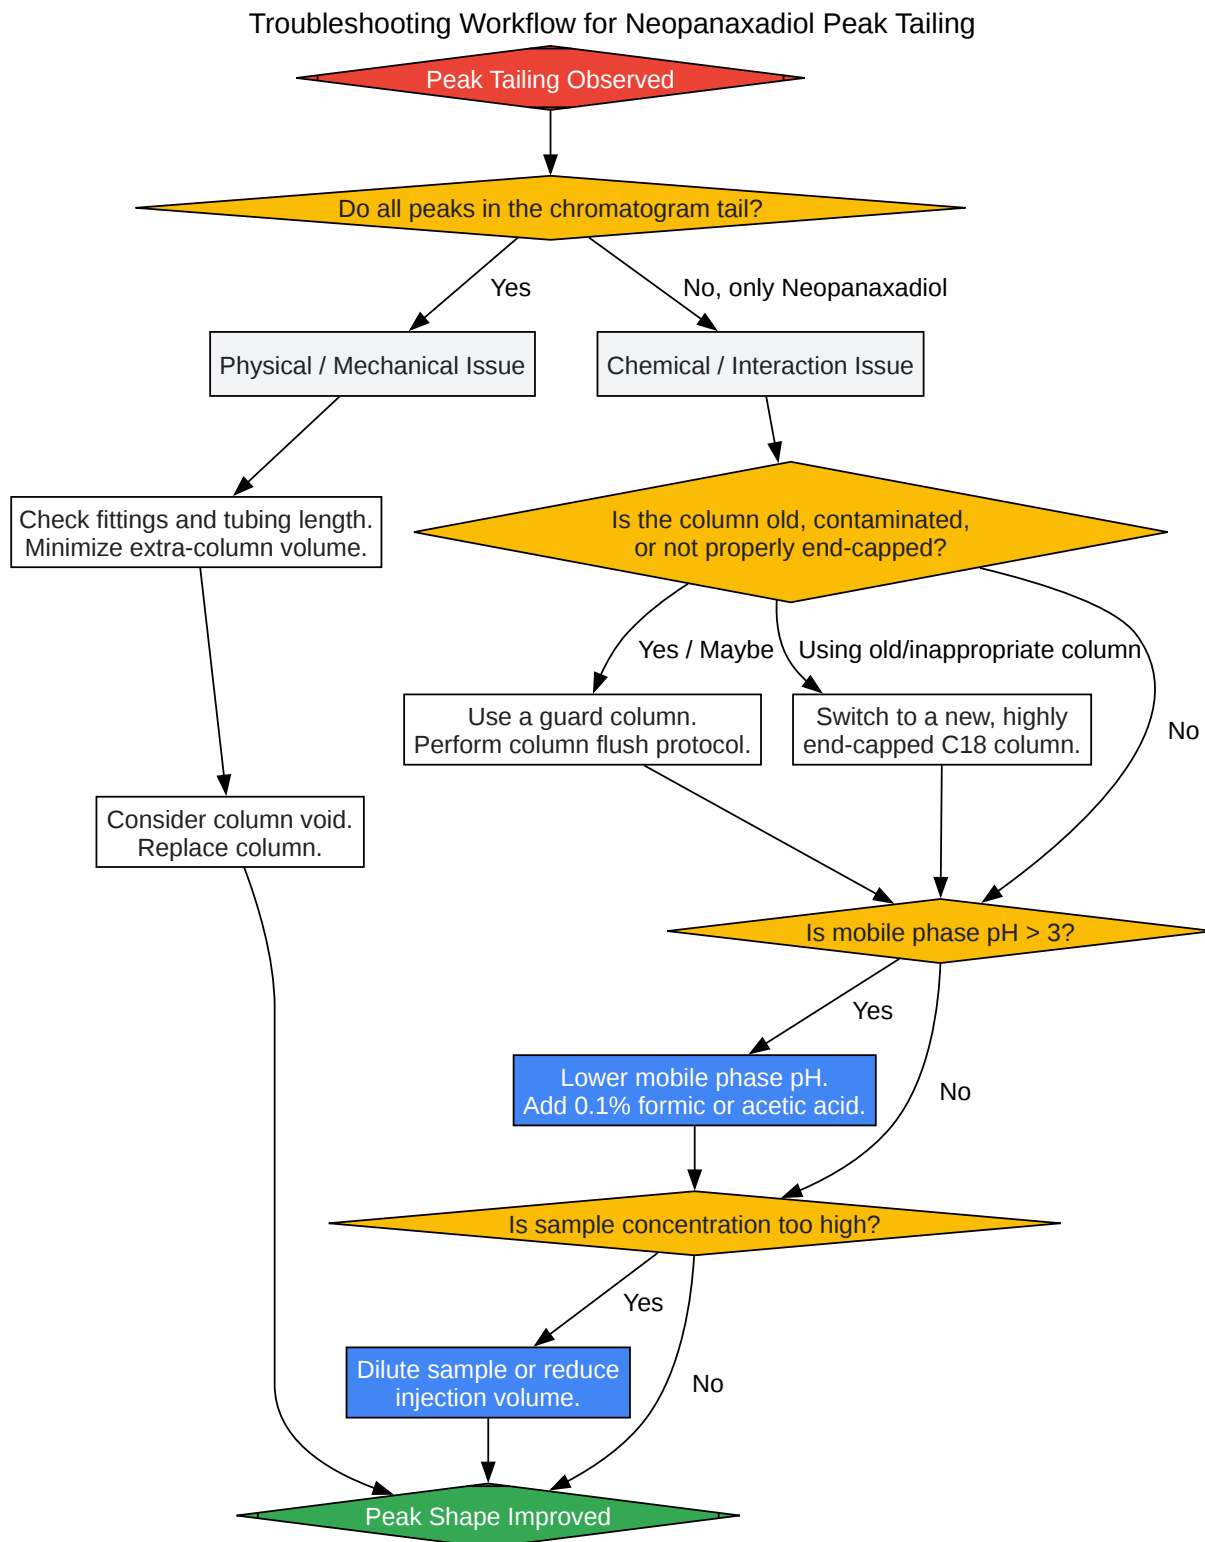 Troubleshooting Workflow for Neopanaxadiol Peak Tailing
Peak Tailing Observed
Do all peaks in the chromatogram tail?
Yes
No, only Neopanaxadiol
Physical / Mechanical Issue
Chemical / Interaction Issue
Check fittings and tubing length.
Minimize extra-column volume.
Is the column old, contaminated,
or not properly end-capped?
Yes / Maybe
Using old/inappropriate column
No
Use a guard column.
Perform column flush protocol.
Switch to a new, highly
end-capped C18 column.
Consider column void.
Replace column.
Is mobile phase pH > 3?
Yes
No
Lower mobile phase pH.
Add 0.1% formic or acetic acid.
Is sample concentration too high?
Yes
No
Dilute sample or reduce
injection volume.
Peak Shape Improved